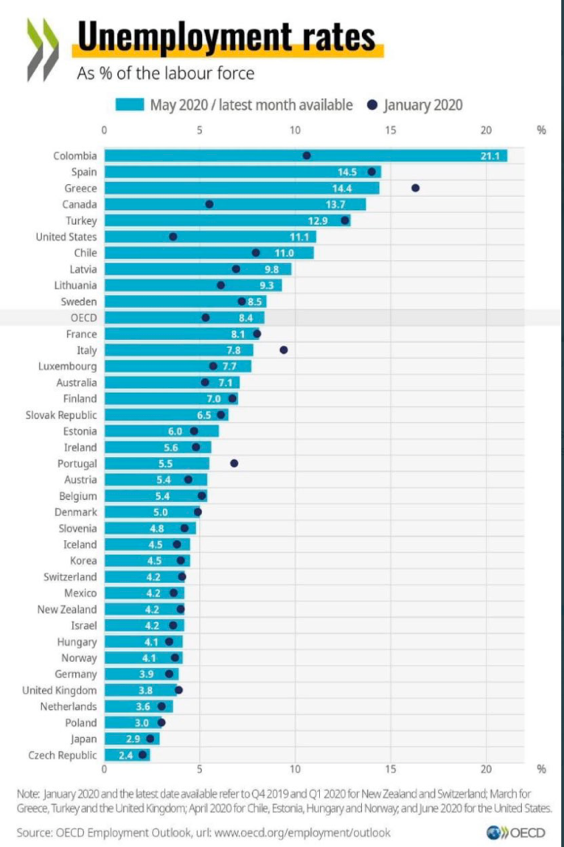 Unemployment rates
As % of the labour force
May 2020 / latest month available January 2020
0 5 10 15 20 %
Colombia 21.1
Spain 14.5
Greece 14.4
Canada 13.7
Turkey 12.9
United States 11.1
Chile 11.0
Latvia 9.8
Lithuania 9.3
Sweden 8.5
OECD 8.4
France 8.1
Italy 7.8
Luxembourg 7.7
Australia 7.1
Finland 7.0
Slovak Republic 6.5
Estonia 6.0
Ireland 5.6
Portugal 5.5
Austria 5.4
Belgium 5.4
Denmark 5.0
Slovenia 4.8
Iceland 4.5
Korea 4.5
Switzerland 4.2
Mexico 4.2
New Zealand 4.2
Israel 4.2
Hungary 4.1
Norway 4.1
Germany 3.9
United Kingdom 3.8
Netherlands 3.6
Poland 3.0
Japan 2.9
Czech Republic 2.4
0 5 10 15 20 %
Note: January 2020 and the latest date available refer to Q4 2019 and Q1 2020 for New Zealand and Switzerland; March for
Greece, Turkey and the United Kingdom; April 2020 for Chile, Estonia, Hungary and Norway; and June 2020 for the United States.
Source: OECD Employment Outlook, url: www.oecd.org/employment/outlook
OECD